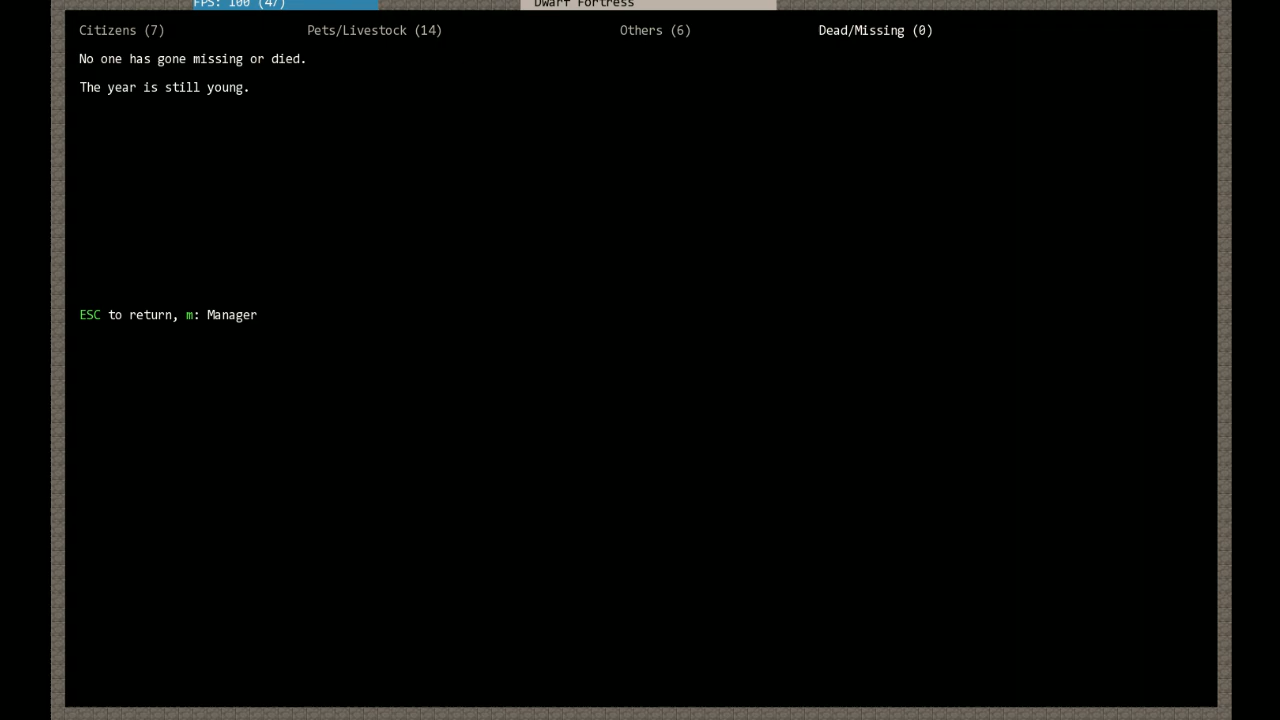 FPS: 100 (47)
Dwarf Fortress
Citizens (7) Pets/Livestock (14) Others (6) Dead/Missing (0)
No one has gone missing or died.
The year is still young.
ESC to return, m: Manager